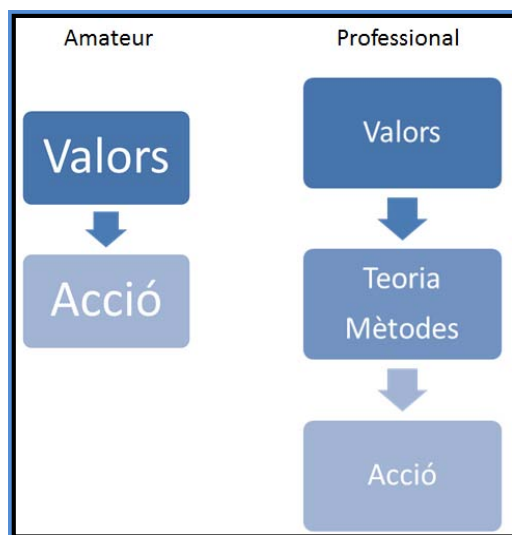 Amateur
Professional
Valors
Acció
Valors
Teoria
Mètodes
Acció